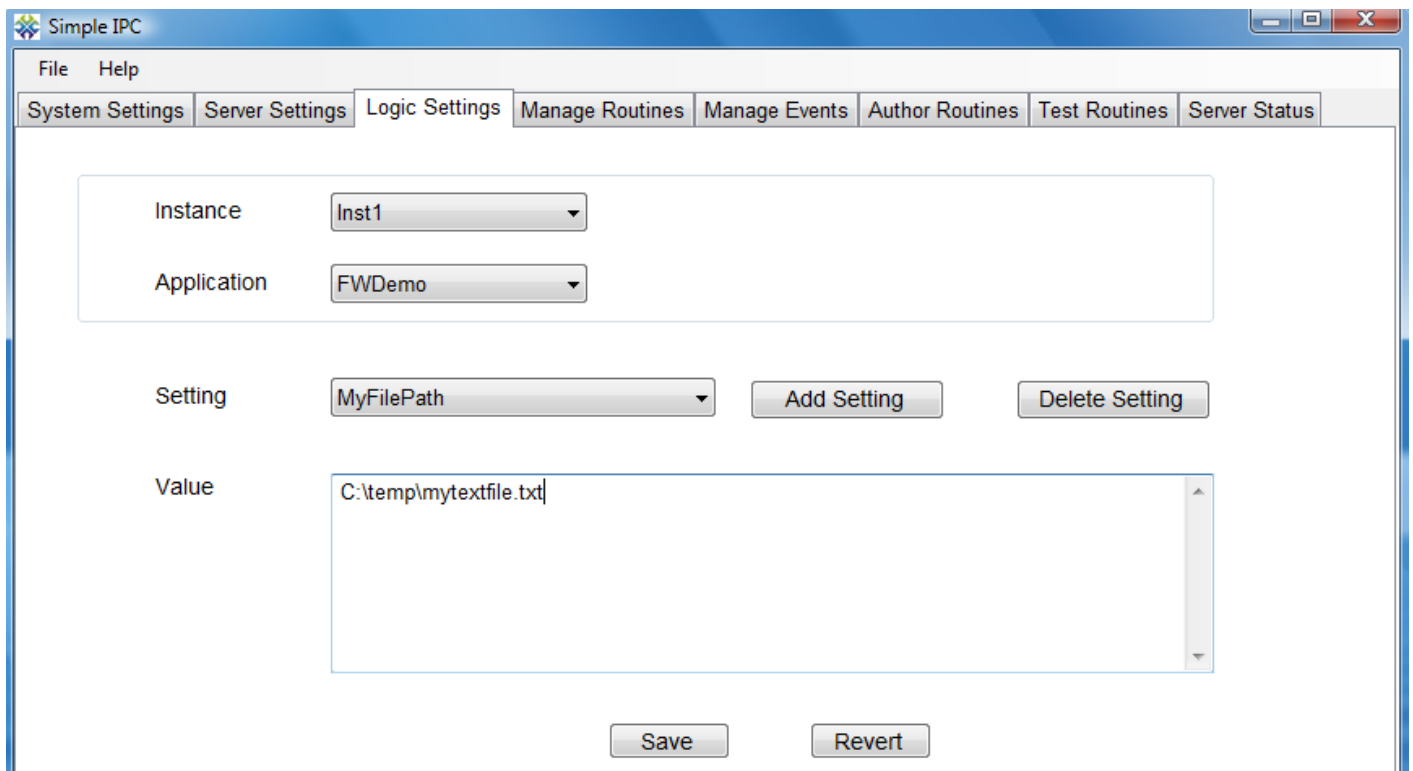 Simple IPC
File Help
System Settings Server Settings Logic Settings Manage Routines Manage Events Author Routines Test Routines Server Status
Instance Inst1
Application FWDemo
Setting MyFilePath Add Setting Delete Setting
Value C:\temp\mytextfile.txt
Save Revert